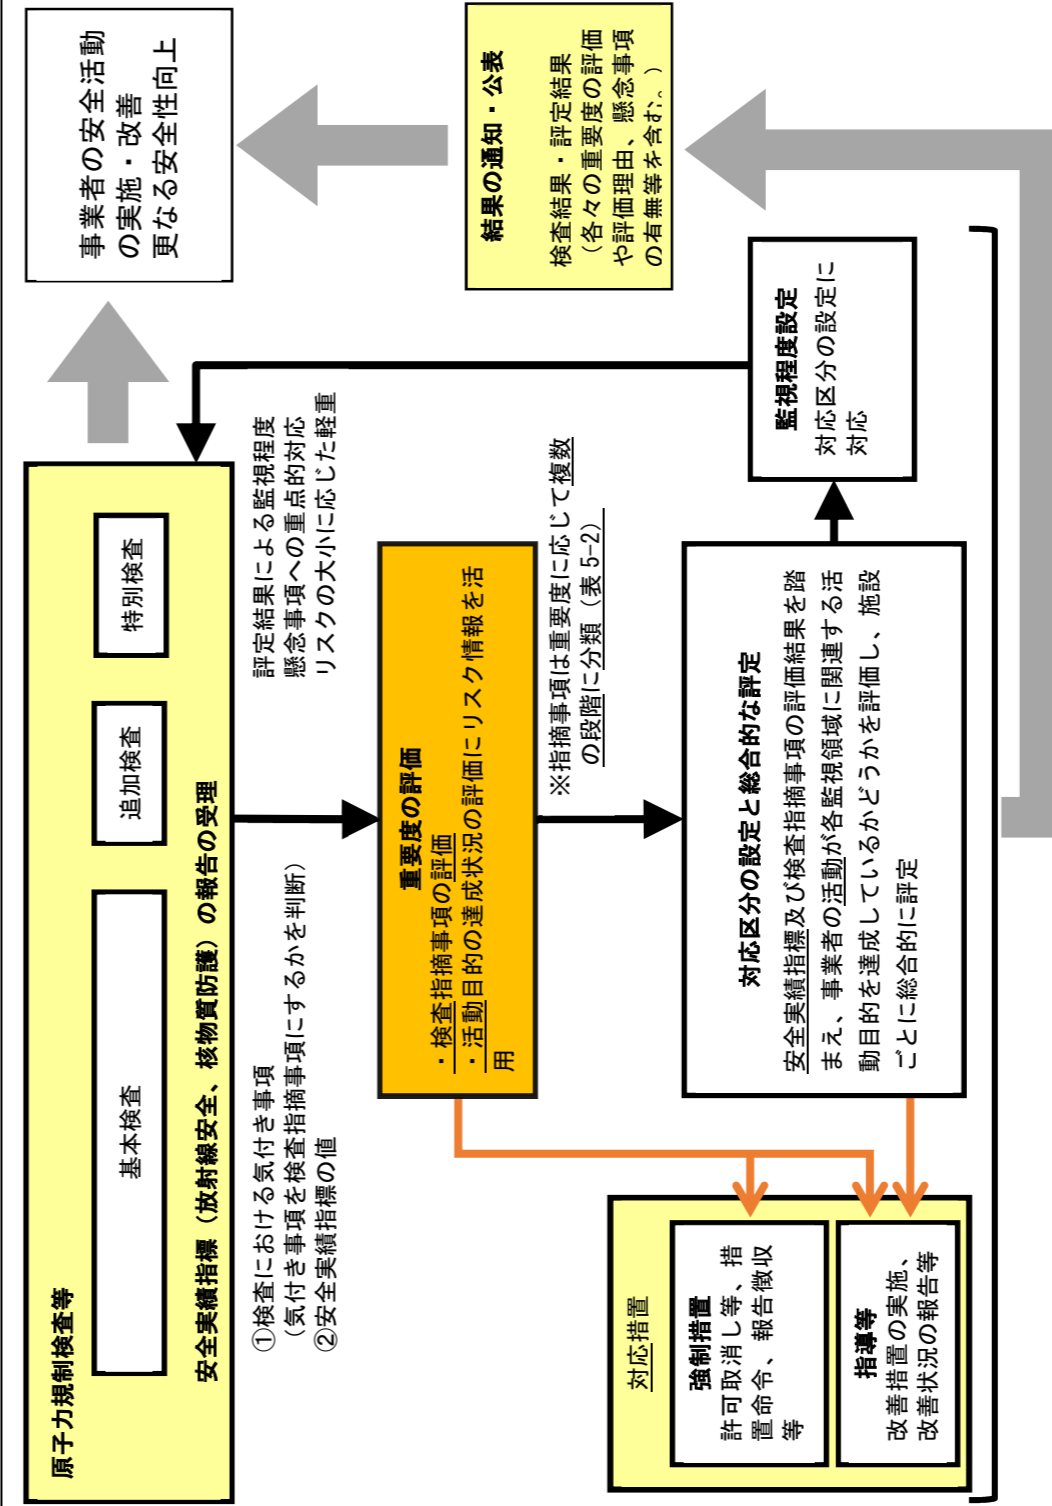 原子力規制検査等
基本検査
追加検査
特別検査
安全実績指標（放射線安全、核物質防護）の報告の受理
事業者の安全活動
の実施・改善
更なる安全性向上
①検査における気付き事項
（気付き事項を検査指摘事項にするかを判断）
②安全実績指標の値
評定結果による監視程度
懸念事項への重点的対応
リスクの大小に応じた軽重
重要度の評価
・検査指摘事項の評価
・活動目的の達成状況の評価にリスク情報を活
用
※指摘事項は重要度に応じて複数
の段階に分類（表 5-2）
結果の通知・公表
検査結果・評定結果
（各々の重要度の評価
や評価理由、懸念事項
の有無等を含む。）
対応措置
強制措置
許可取消し等、措
置命令、報告徴収
等
指導等
改善措置の実施、
改善状況の報告等
対応区分の設定と総合的な評定
安全実績指標及び検査指摘事項の評価結果を踏
まえ、事業者の活動が各監視領域に関連する活
動目的を達成しているかどうかを評価し、施設
ごとに総合的に評定
監視程度設定
対応区分の設定に
対応